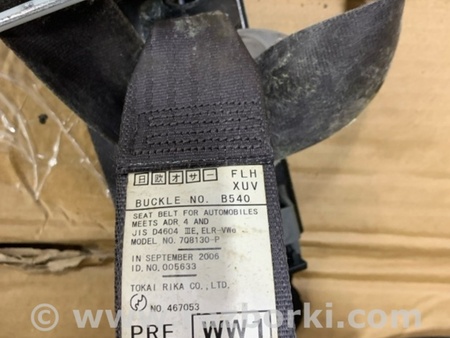 日 欧 オ サ ー FLH
XUV
BUCKLE NO. B540
SEAT BELT FOR AUTOMOBILES
MEETS ADR 4 AND
JIS D4604 ⅢE, ELR-VWe
MODEL NO. 7Q8130-P
IN SEPTEMBER 2006
ID.NO.005633
TOKAI RIKA CO., LTD.
NO.467053
PRE WW1